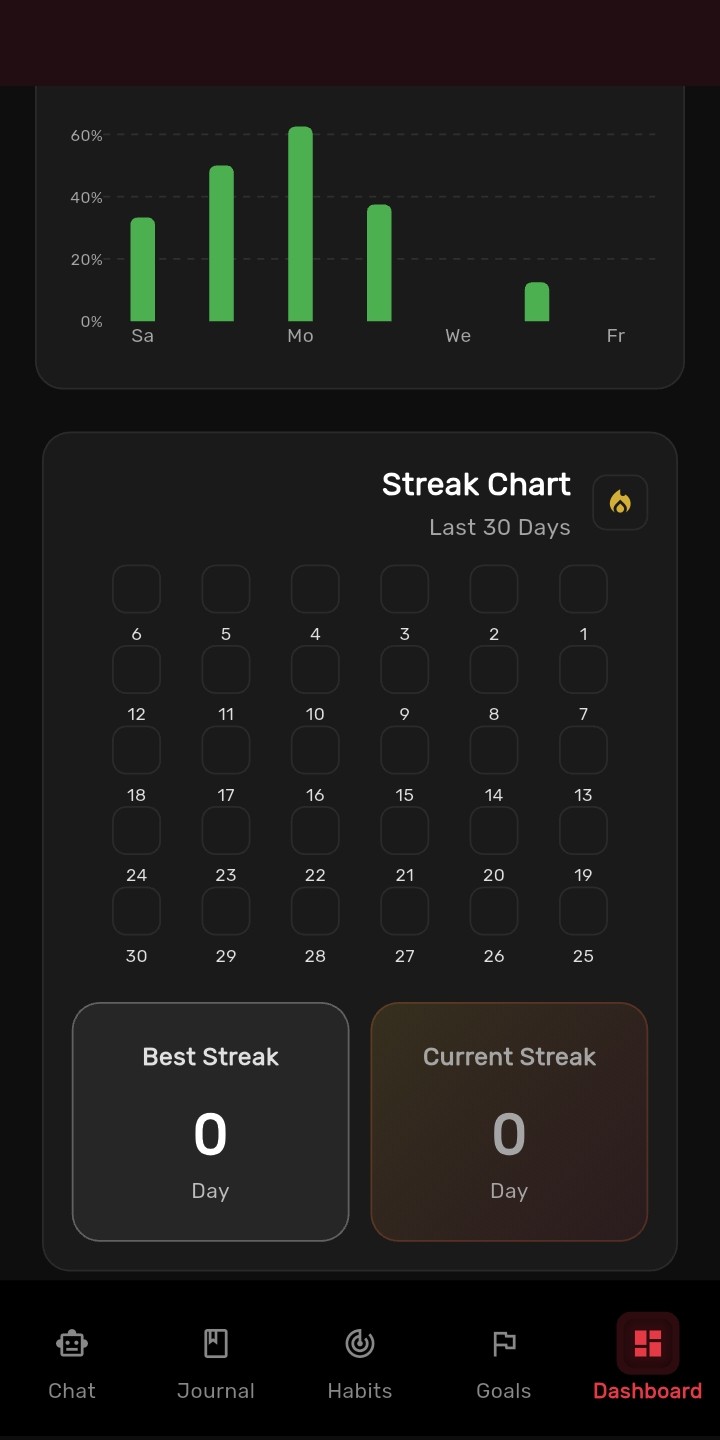 60%
40%
20%
0%
Sa Mo We Fr
Streak Chart
Last 30 Days
6 5 4 3 2 1
12 11 10 9 8 7
18 17 16 15 14 13
24 23 22 21 20 19
30 29 28 27 26 25
Best Streak
0
Day
Current Streak
0
Day
Chat Journal Habits Goals Dashboard